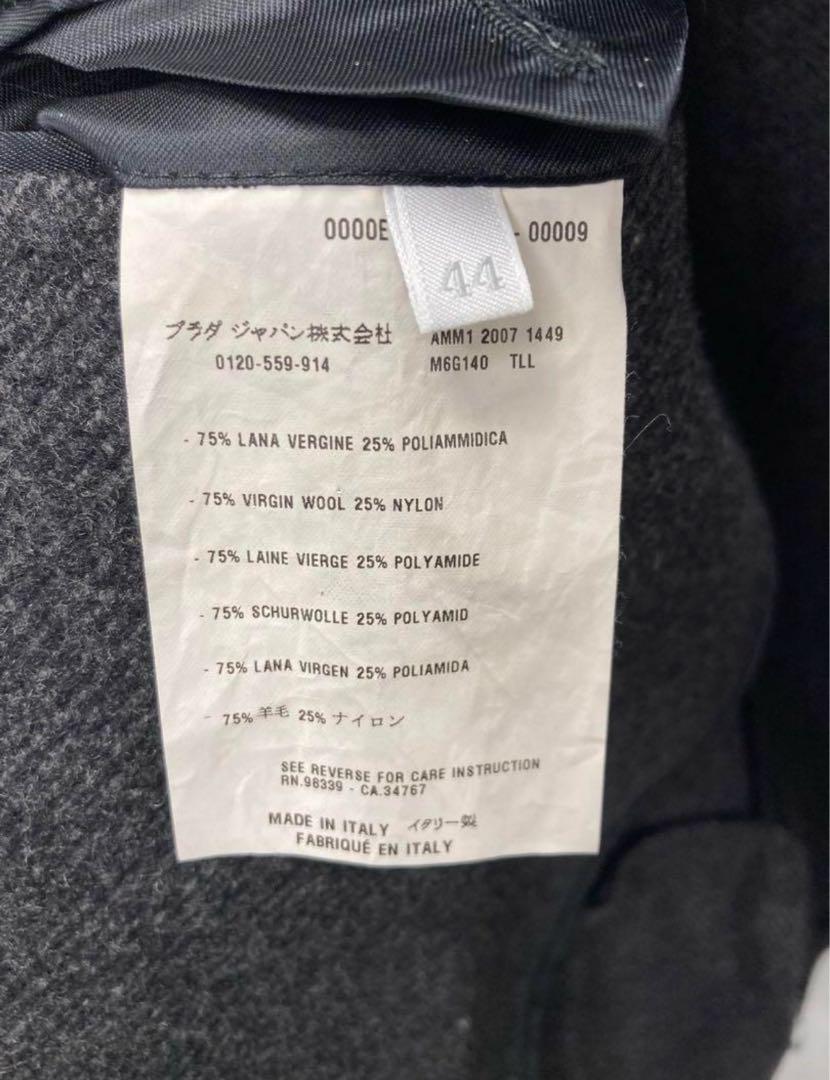 0000E - 00009
44
プラダ ジャパン株式会社 AMM1 2007 1449
0120-559-914 M6G140 TLL
- 75% LANA VERGINE 25% POLIAMMIDICA
- 75% VIRGIN WOOL 25% NYLON
- 75% LAINE VIERGE 25% POLYAMIDE
- 75% SCHURWOLLE 25% POLYAMID
- 75% LANA VIRGEN 25% POLIAMIDA
- 75% 羊毛 25% ナイロン
SEE REVERSE FOR CARE INSTRUCTION
RN.98339 - CA.34767
MADE IN ITALY イタリー製
FABRIQUÉ EN ITALY